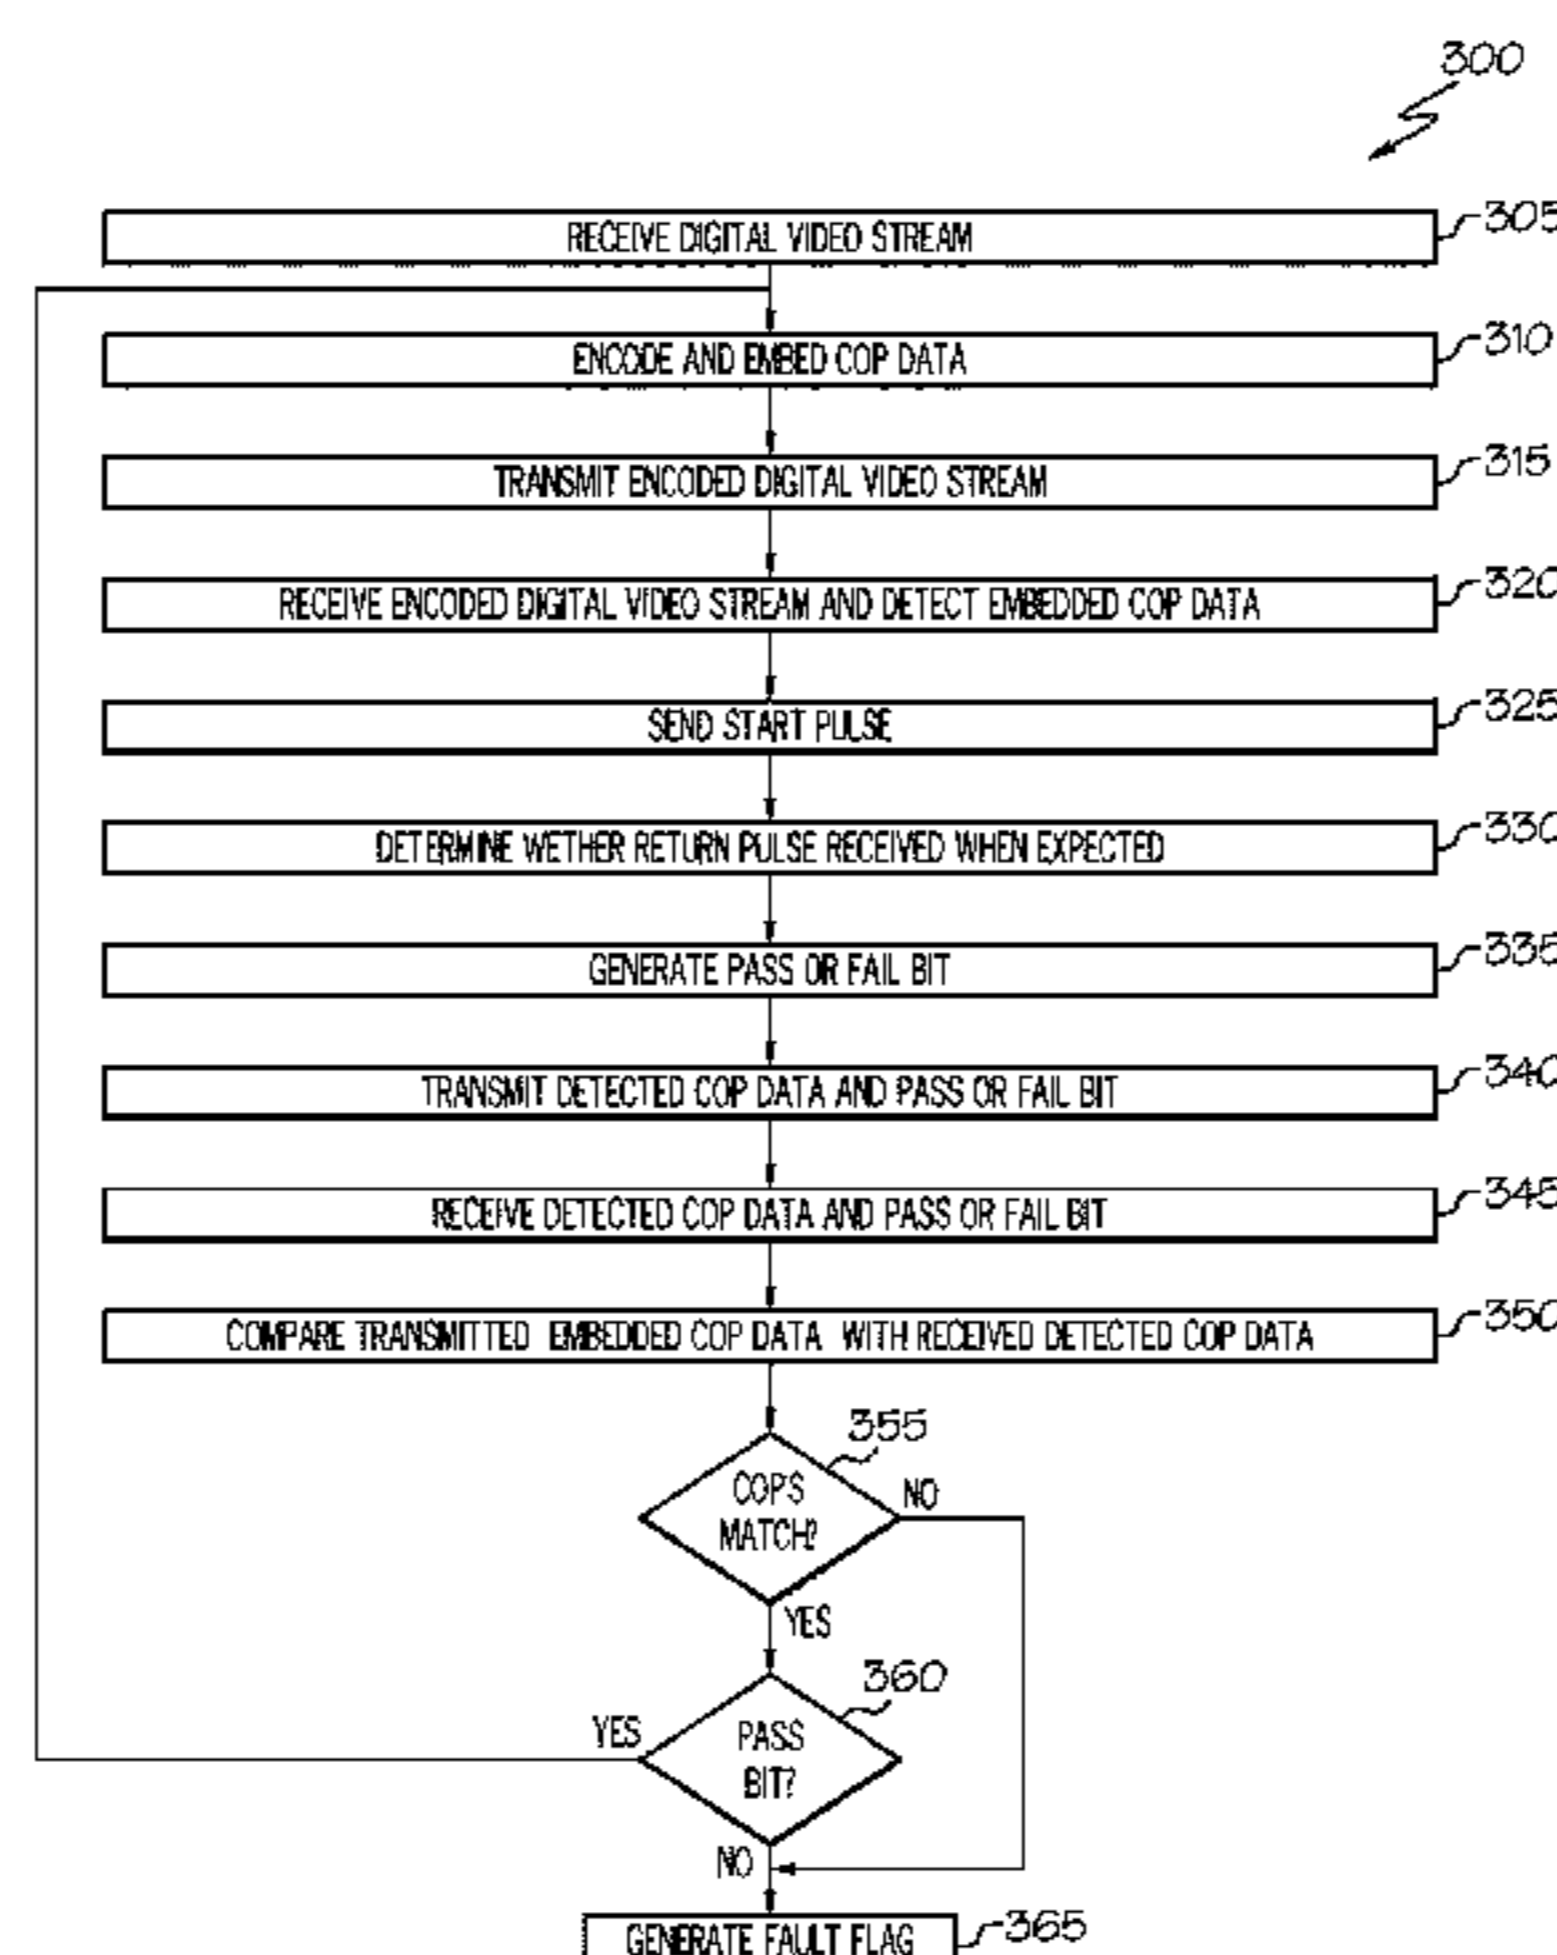 300
RECEIVE DIGITAL VIDEO STREAM
305
ENCODE AND EMBED COP DATA
310
TRANSMIT ENCODED DIGITAL VIDEO STREAM
315
RECEIVE ENCODED DIGITAL VIDEO STREAM AND DETECT EMBEDDED COP DATA
320
SEND START PULSE
325
DETERMINE WETHER RETURN PULSE RECEIVED WHEN EXPECTED
330
GENERATE PASS OR FAIL BIT
335
TRANSMIT DETECTED COP DATA AND PASS OR FAIL BIT
340
RECEIVE DETECTED COP DATA AND PASS OR FAIL BIT
345
COMPARE TRANSMITTED EMBEDDED COP DATA WITH RECEIVED DETECTED COP DATA
350
355
COPS
MATCH?
NO
YES
360
YES
PASS
BIT?
NO
GENERATE FAULT FLAG
365